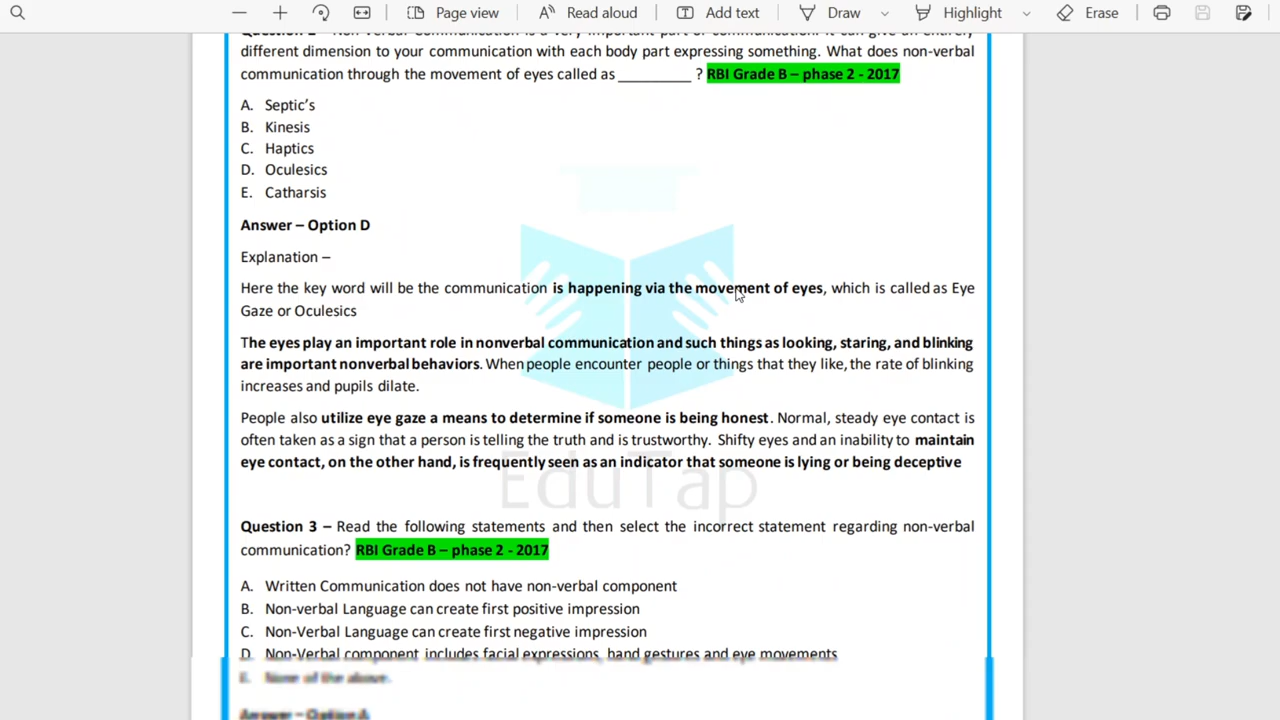 Page view
Read aloud
Add text
Draw
Highlight
Erase
different dimension to your communication with each body part expressing something. What does non-verbal
communication through the movement of eyes called as _________ ? RBI Grade B – phase 2 - 2017
A. Septic's
B. Kinesis
C. Haptics
D. Oculesics
E. Catharsis
Answer – Option D
Explanation –
Here the key word will be the communication is happening via the movement of eyes, which is called as Eye
Gaze or Oculesics
The eyes play an important role in nonverbal communication and such things as looking, staring, and blinking
are important nonverbal behaviors. When people encounter people or things that they like, the rate of blinking
increases and pupils dilate.
People also utilize eye gaze a means to determine if someone is being honest. Normal, steady eye contact is
often taken as a sign that a person is telling the truth and is trustworthy. Shifty eyes and an inability to maintain
eye contact, on the other hand, is frequently seen as an indicator that someone is lying or being deceptive
EduTap
Question 3 – Read the following statements and then select the incorrect statement regarding non-verbal
communication? RBI Grade B – phase 2 - 2017
A. Written Communication does not have non-verbal component
B. Non-verbal Language can create first positive impression
C. Non-Verbal Language can create first negative impression
D. Non-Verbal component includes facial expressions, hand gestures and eye movements
E. None of the above.
Answer – Option A